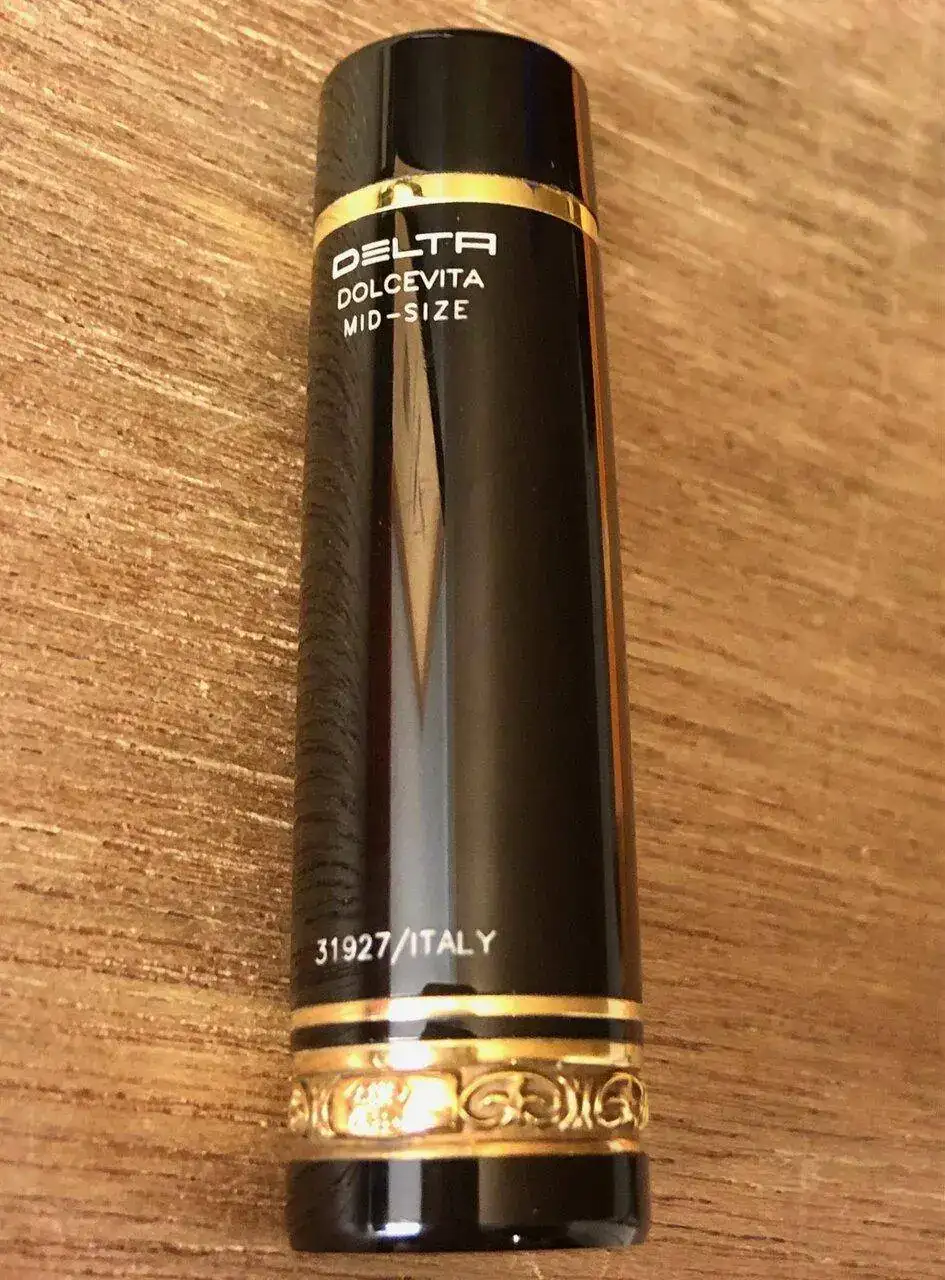 DELTA
DOLCEVITA
MID-SIZE
31927/ITALY